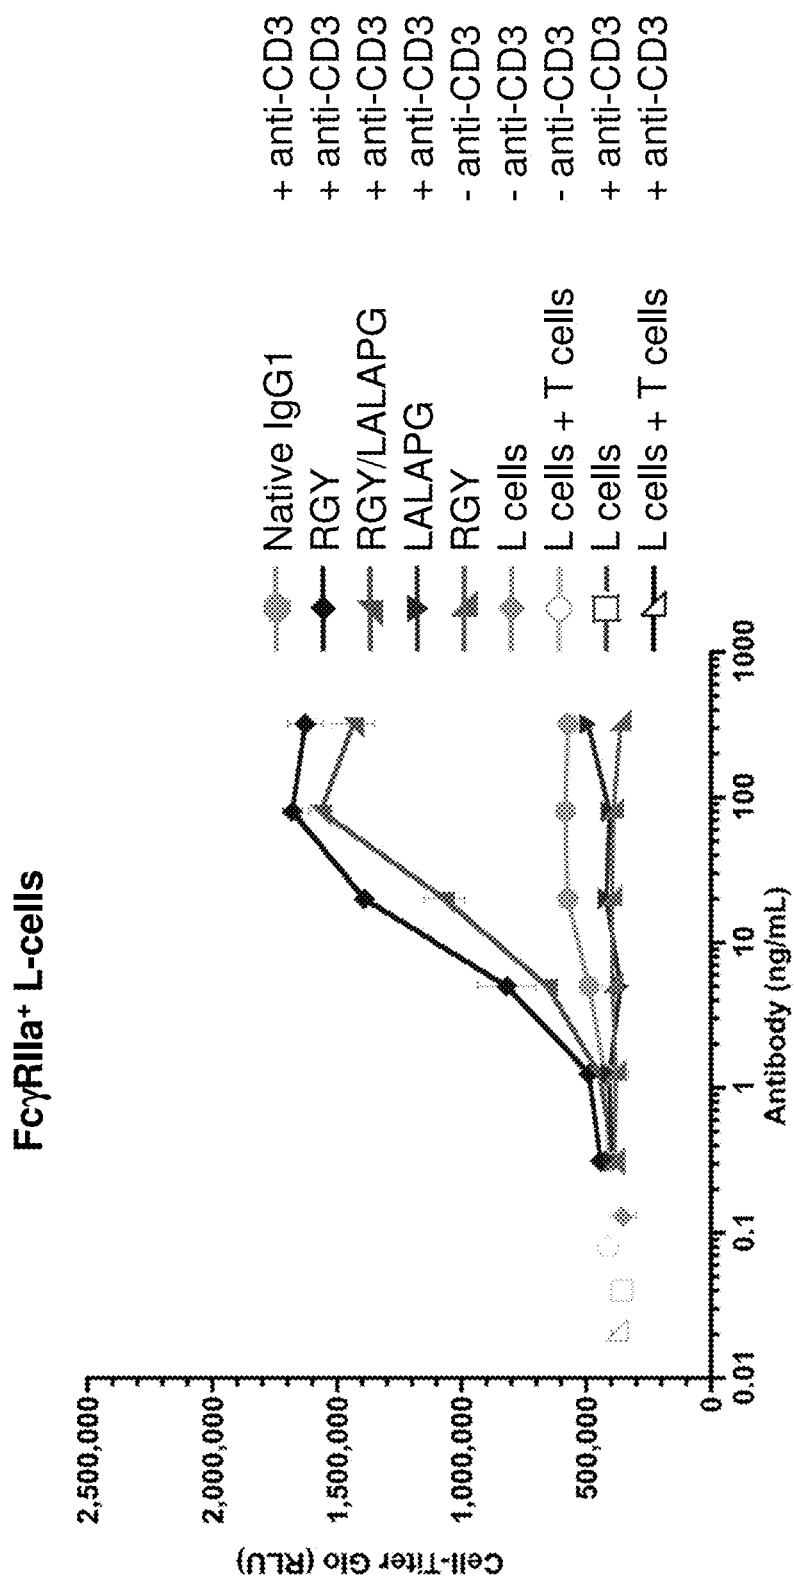 FcγRIIa⁺ L-cells
Cell-Titer Glo (RLU)
2,500,000
2,000,000
1,500,000
1,000,000
500,000
0
0.01
0.1
1
10
100
1000
Antibody (ng/mL)
Native IgG1 + anti-CD3
RGY + anti-CD3
RGY/LALAPG + anti-CD3
LALAPG + anti-CD3
RGY - anti-CD3
L cells - anti-CD3
L cells + T cells - anti-CD3
L cells + anti-CD3
L cells + T cells + anti-CD3